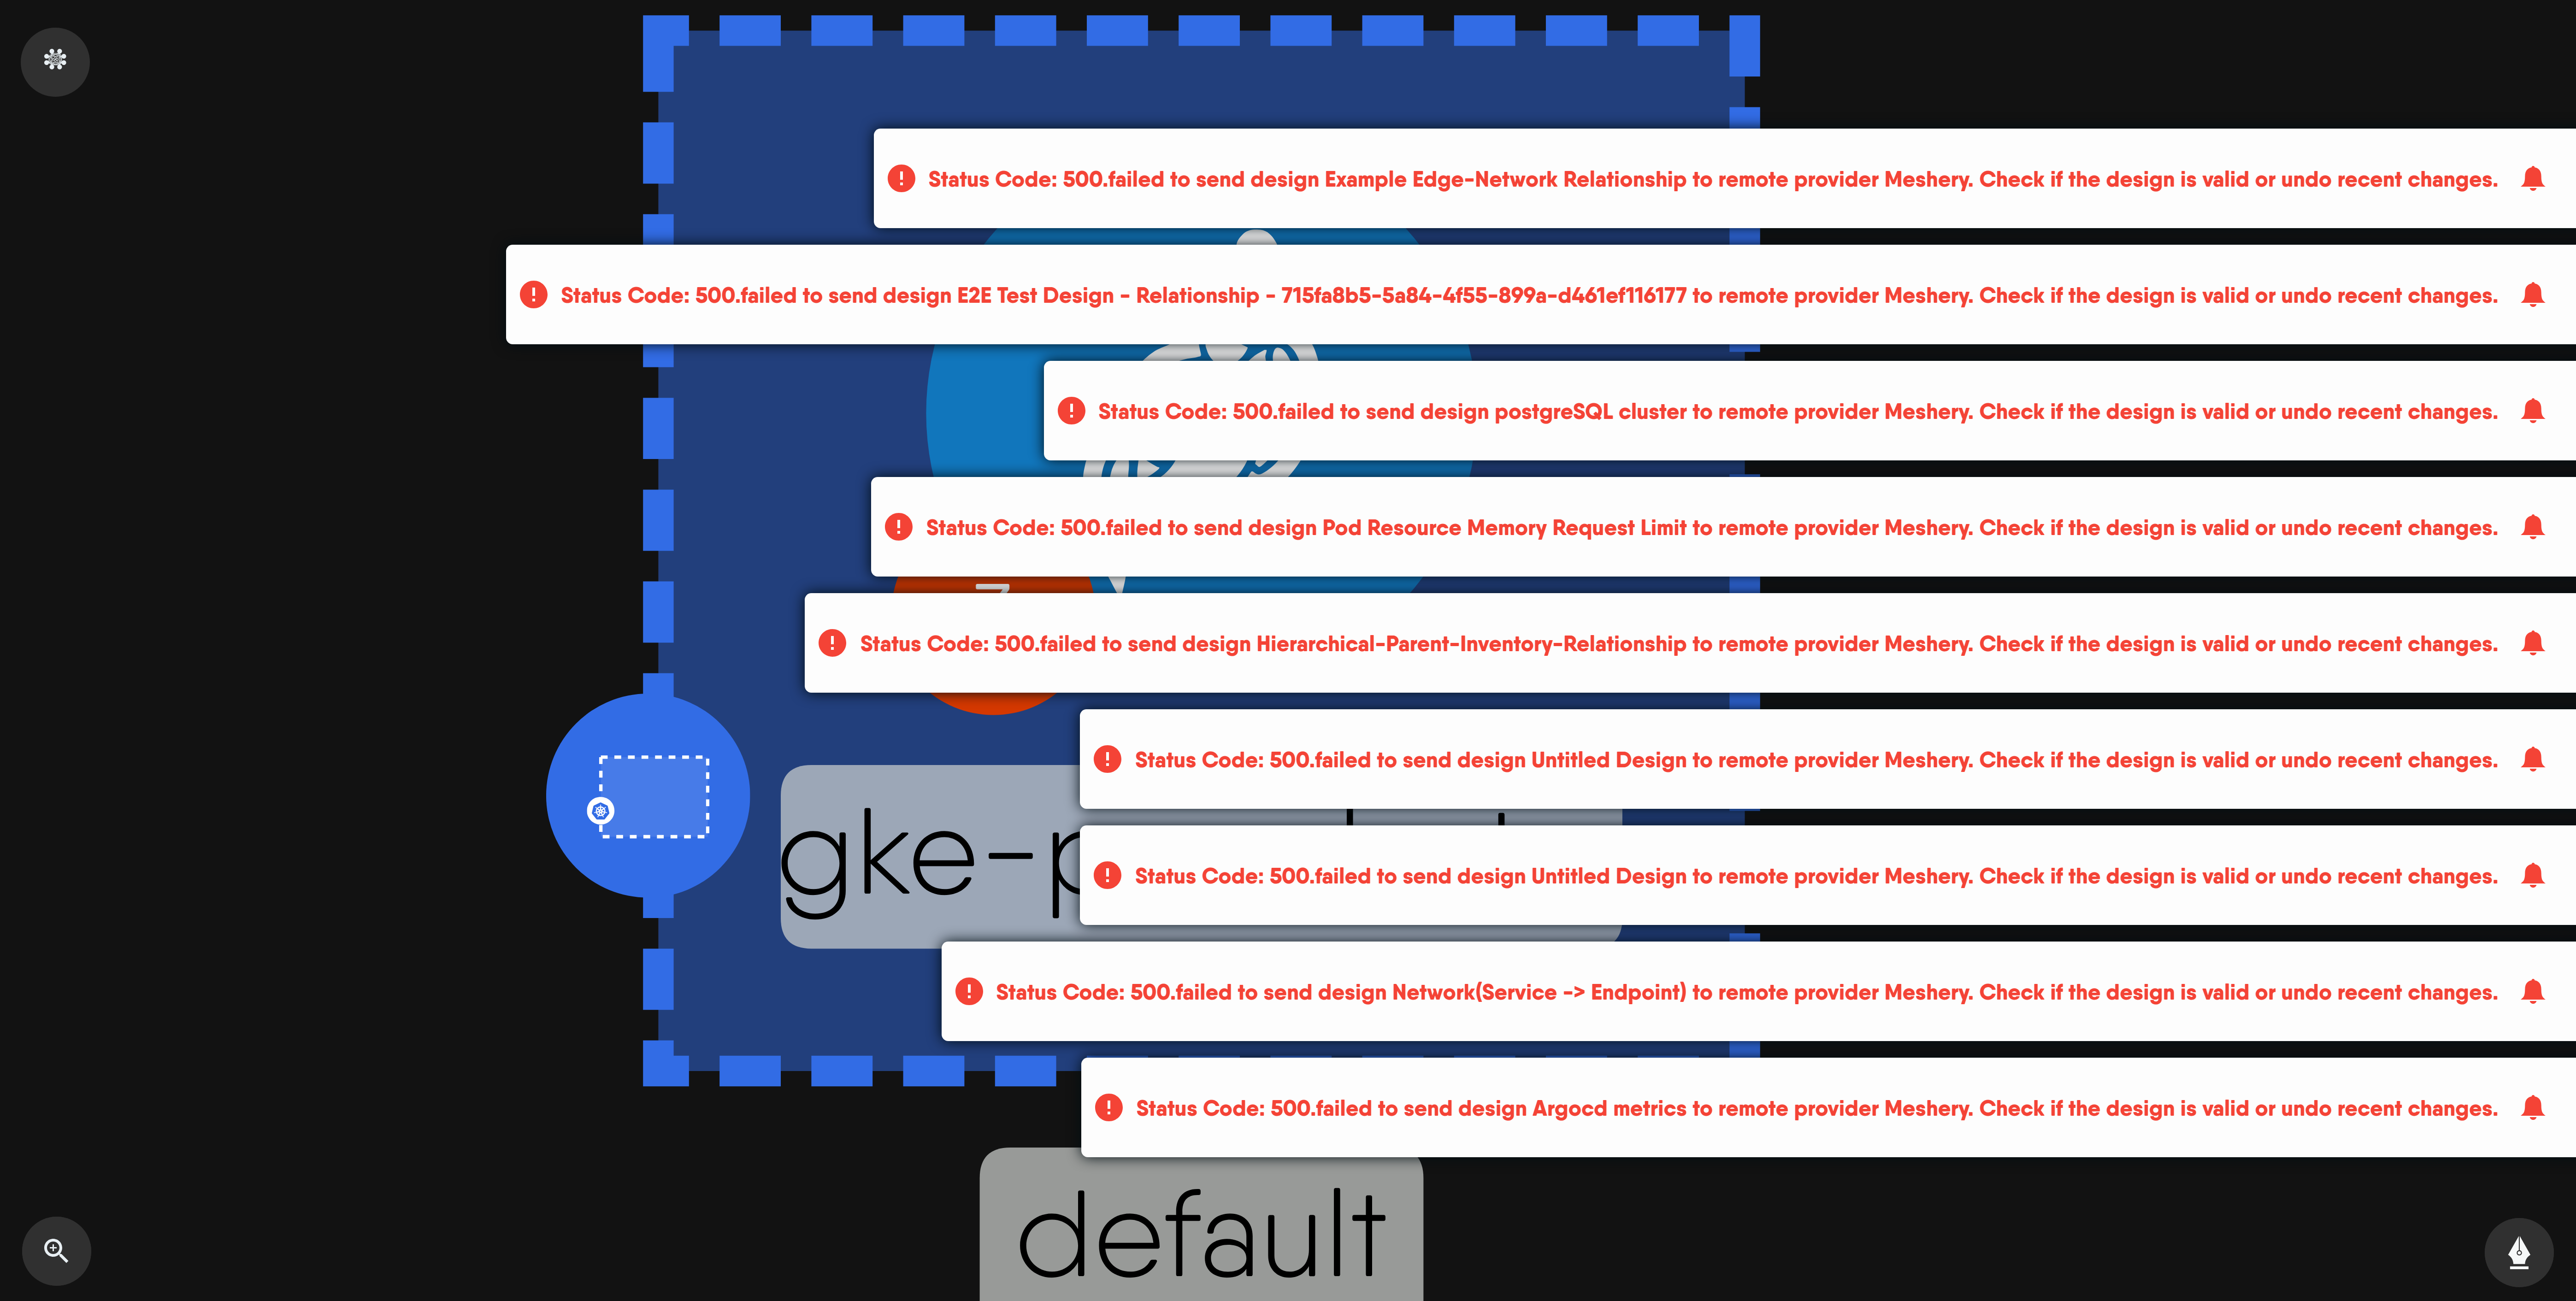 Status Code: 500.failed to send design Example Edge-Network Relationship to remote provider Meshery. Check if the design is valid or undo recent changes.
Status Code: 500.failed to send design E2E Test Design - Relationship - 715fa8b5-5a84-4f55-899a-d461ef116177 to remote provider Meshery. Check if the design is valid or undo recent changes.
Status Code: 500.failed to send design postgreSQL cluster to remote provider Meshery. Check if the design is valid or undo recent changes.
Status Code: 500.failed to send design Pod Resource Memory Request Limit to remote provider Meshery. Check if the design is valid or undo recent changes.
Status Code: 500.failed to send design Hierarchical-Parent-Inventory-Relationship to remote provider Meshery. Check if the design is valid or undo recent changes.
Status Code: 500.failed to send design Untitled Design to remote provider Meshery. Check if the design is valid or undo recent changes.
gke-p
Status Code: 500.failed to send design Untitled Design to remote provider Meshery. Check if the design is valid or undo recent changes.
Status Code: 500.failed to send design Network(Service -> Endpoint) to remote provider Meshery. Check if the design is valid or undo recent changes.
Status Code: 500.failed to send design Argocd metrics to remote provider Meshery. Check if the design is valid or undo recent changes.
default